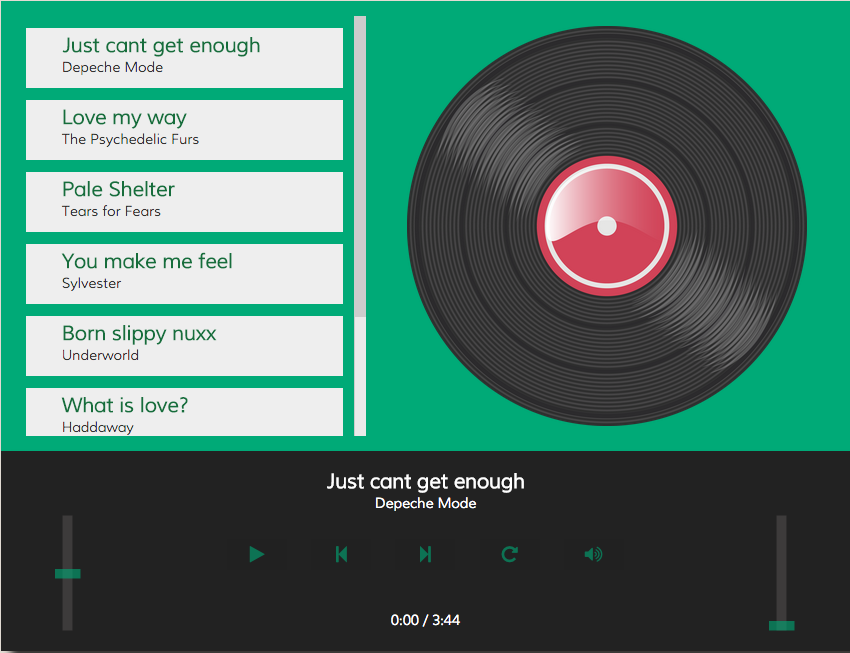 Just cant get enough
Depeche Mode
Love my way
The Psychedelic Furs
Pale Shelter
Tears for Fears
You make me feel
Sylvester
Born slippy nuxx
Underworld
What is love?
Haddaway
Just cant get enough
Depeche Mode
0:00 / 3:44